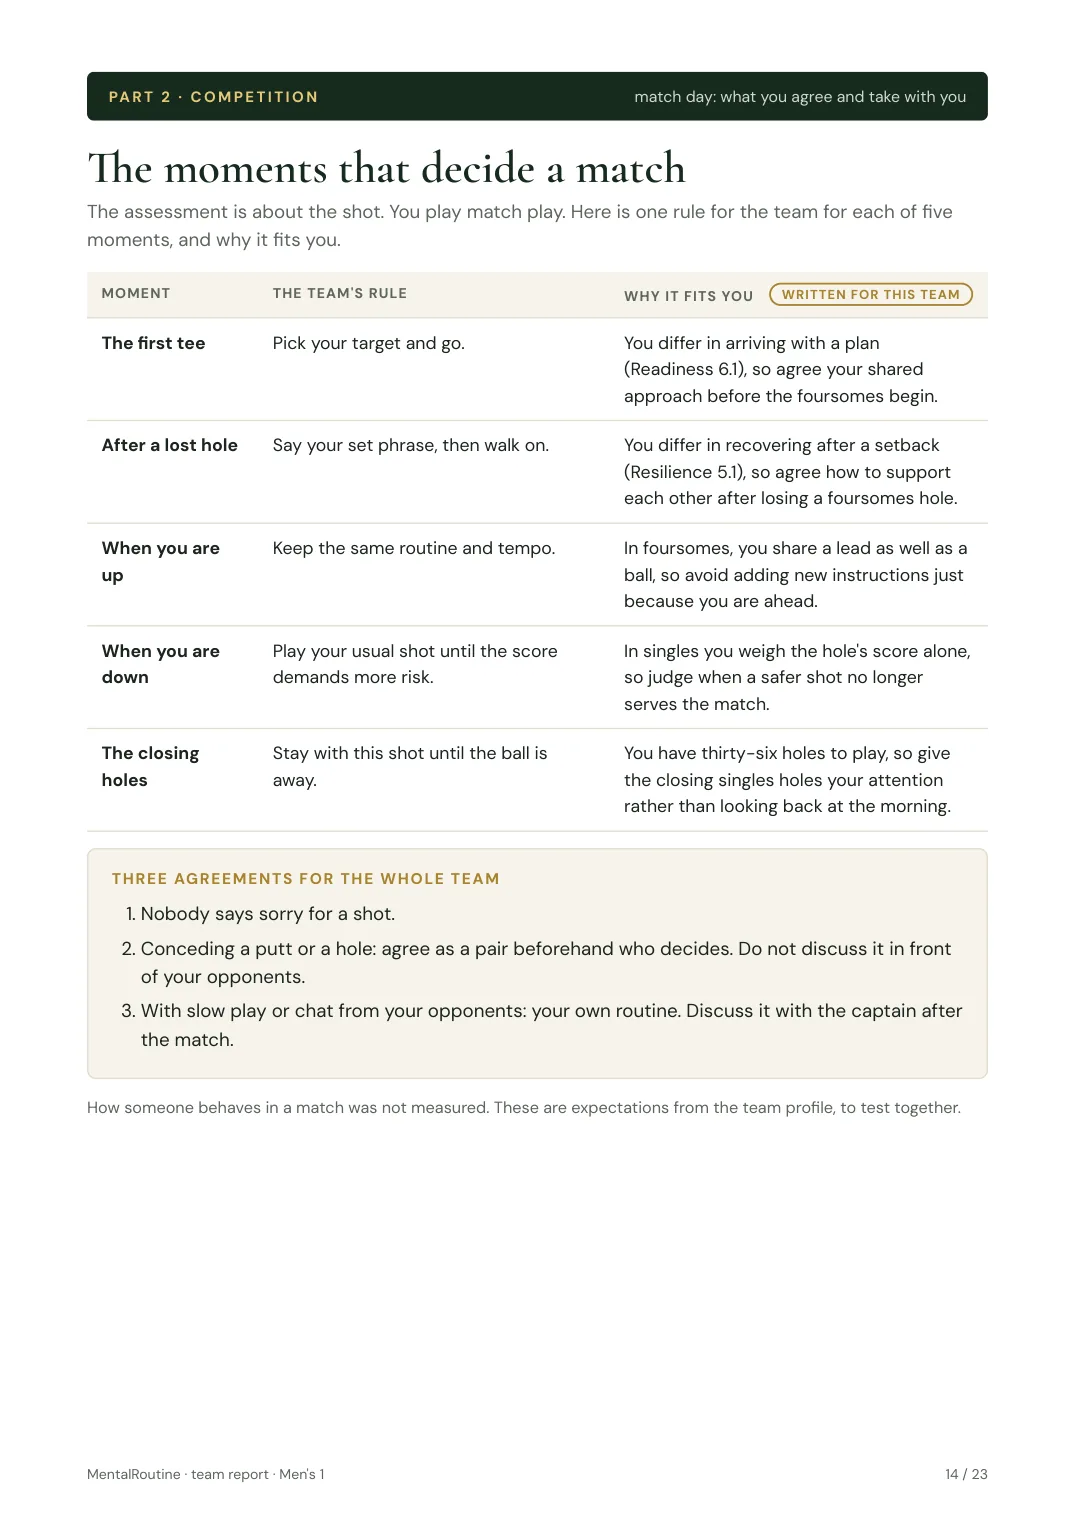 PART 2 · COMPETITION
match day: what you agree and take with you
The moments that decide a match
The assessment is about the shot. You play match play. Here is one rule for the team for each of five
moments, and why it fits you.
MOMENT
THE TEAM'S RULE
WHY IT FITS YOU
WRITTEN FOR THIS TEAM
The first tee
Pick your target and go.
You differ in arriving with a plan
(Readiness 6.1), so agree your shared
approach before the foursomes begin.
After a lost hole
Say your set phrase, then walk on.
You differ in recovering after a setback
(Resilience 5.1), so agree how to support
each other after losing a foursomes hole.
When you are
up
Keep the same routine and tempo.
In foursomes, you share a lead as well as a
ball, so avoid adding new instructions just
because you are ahead.
When you are
down
Play your usual shot until the score
demands more risk.
In singles you weigh the hole's score alone,
so judge when a safer shot no longer
serves the match.
The closing
holes
Stay with this shot until the ball is
away.
You have thirty-six holes to play, so give
the closing singles holes your attention
rather than looking back at the morning.
THREE AGREEMENTS FOR THE WHOLE TEAM
1. Nobody says sorry for a shot.
2. Conceding a putt or a hole: agree as a pair beforehand who decides. Do not discuss it in front
of your opponents.
3. With slow play or chat from your opponents: your own routine. Discuss it with the captain after
the match.
How someone behaves in a match was not measured. These are expectations from the team profile, to test together.
MentalRoutine · team report · Men's 1
14 / 23